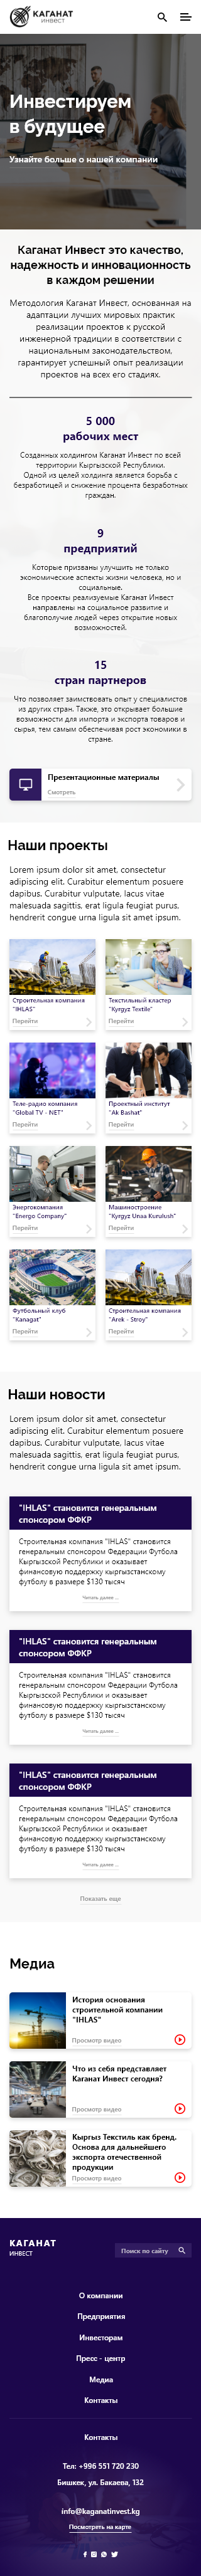 КАГАНАТ
ИНВЕСТ
Инвестируем
в будущее
Узнайте больше о нашей компании
Каганат Инвест это качество,
надежность и инновационность
в каждом решении
Методология Каганат Инвест, основанная на
адаптации лучших мировых практик
реализации проектов к русской
инженерной традиции в соответствии с
национальным законодательством,
гарантирует успешный опыт реализации
проектов на всех его стадиях.
5 000
рабочих мест
Созданных холдингом Каганат Инвест по всей
территории Кыргызской Республики.
Одной из целей холдинга является борьба с
безработицей и снижение процента безработных
граждан.
9
предприятий
Которые призваны улучшить не только
экономические аспекты жизни человека, но и
социальные.
Все проекты реализуемые Каганат Инвест
направлены на социальное развитие и
благополучие людей через открытие новых
возможностей.
15
стран партнеров
Что позволяет заимствовать опыт у специалистов
из других стран. Также, это открывает большие
возможности для импорта и экспорта товаров и
сырья, тем самым обеспечивая рост экономики в
стране.
Презентационные материалы
Смотреть
Наши проекты
Lorem ipsum dolor sit amet, consectetur
adipiscing elit. Curabitur elementum posuere
dapibus. Curabitur vulputate, lacus vitae
malesuada sagittis, erat ligula feugiat purus,
hendrerit congue urna ligula sit amet ipsum.
Строительная компания
"IHLAS"
Перейти
Текстильный кластер
"Kyrgyz Textile"
Перейти
Теле-радио компания
"Global TV - NET"
Перейти
Проектный институт
"Ak Bashat"
Перейти
Энергокомпания
"Energo Company"
Перейти
Машиностроение
"Kyrgyz Unaa Kurulush"
Перейти
Футбольный клуб
"Kanagat"
Перейти
Строительная компания
"Arek - Stroy"
Перейти
Наши новости
Lorem ipsum dolor sit amet, consectetur
adipiscing elit. Curabitur elementum posuere
dapibus. Curabitur vulputate, lacus vitae
malesuada sagittis, erat ligula feugiat purus,
hendrerit congue urna ligula sit amet ipsum.
"IHLAS" становится генеральным
спонсором ФФКР
Строительная компания "IHLAS" становится
генеральным спонсором Федерации Футбола
Кыргызской Республики и оказывает
финансовую поддержку кыргызстанскому
футболу в размере $130 тысяч
Читать далее ...
"IHLAS" становится генеральным
спонсором ФФКР
Строительная компания "IHLAS" становится
генеральным спонсором Федерации Футбола
Кыргызской Республики и оказывает
финансовую поддержку кыргызстанскому
футболу в размере $130 тысяч
Читать далее ...
"IHLAS" становится генеральным
спонсором ФФКР
Строительная компания "IHLAS" становится
генеральным спонсором Федерации Футбола
Кыргызской Республики и оказывает
финансовую поддержку кыргызстанскому
футболу в размере $130 тысяч
Читать далее ...
Показать еще
Медиа
История основания
строительной компании
"IHLAS"
Просмотр видео
Что из себя представляет
Каганат Инвест сегодня?
Просмотр видео
Кыргыз Текстиль как бренд.
Основа для дальнейшего
экспорта отечественной
продукции
Просмотр видео
КАГАНАТ
ИНВЕСТ
Поиск по сайту
О компании
Предприятия
Инвесторам
Пресс - центр
Медиа
Контакты
Контакты
Тел: +996 551 720 230
Бишкек, ул. Бакаева, 132
info@kaganatinvest.kg
Посмотреть на карте